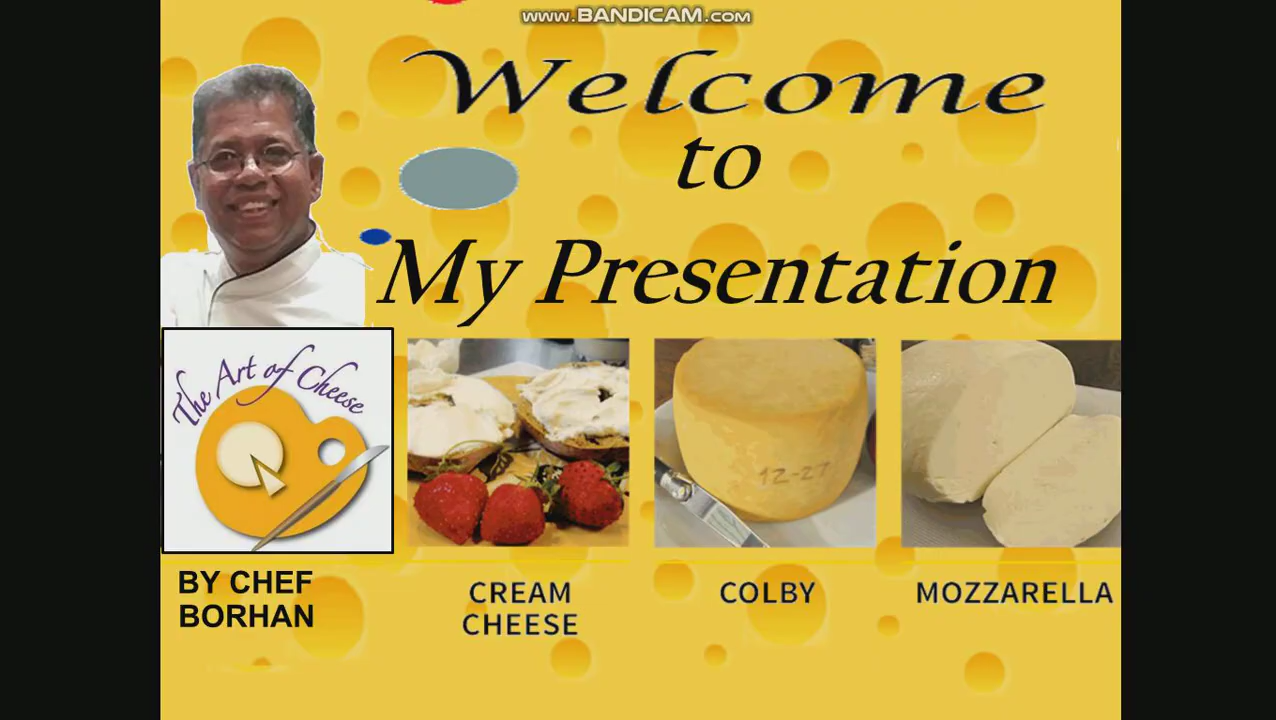 www.BANDICAM.com
Welcome
to
My Presentation
The Art of Cheese
12-27
BY CHEF
BORHAN
CREAM
CHEESE
COLBY
MOZZARELLA